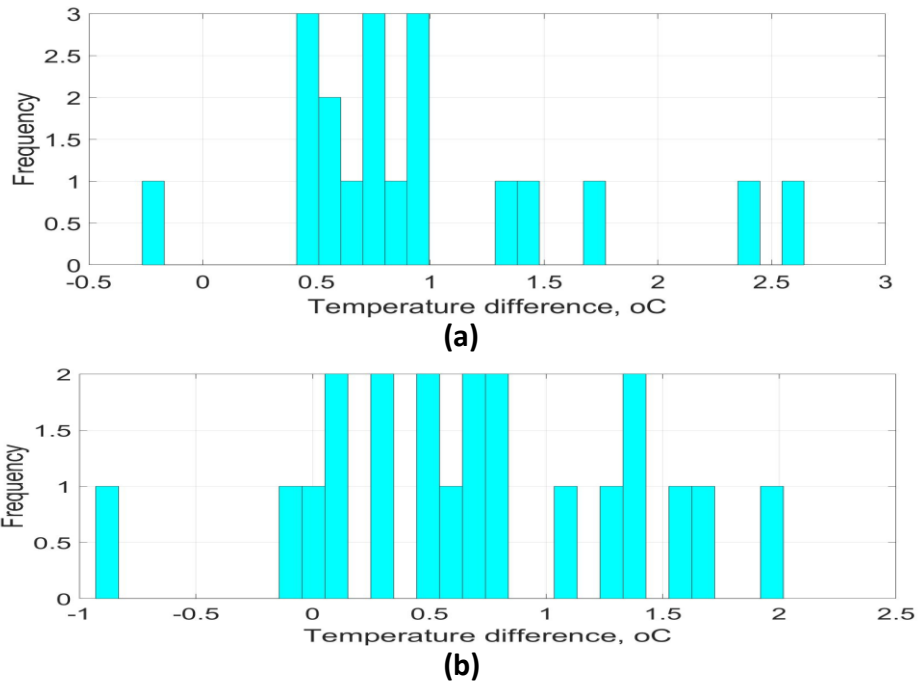 3
2.5
2
1.5
1
0.5
0
Frequency
-0.5 0 0.5 1 1.5 2 2.5 3
Temperature difference, oC
(a)
2
1.5
1
0.5
0
Frequency
-1 -0.5 0 0.5 1 1.5 2 2.5
Temperature difference, oC
(b)